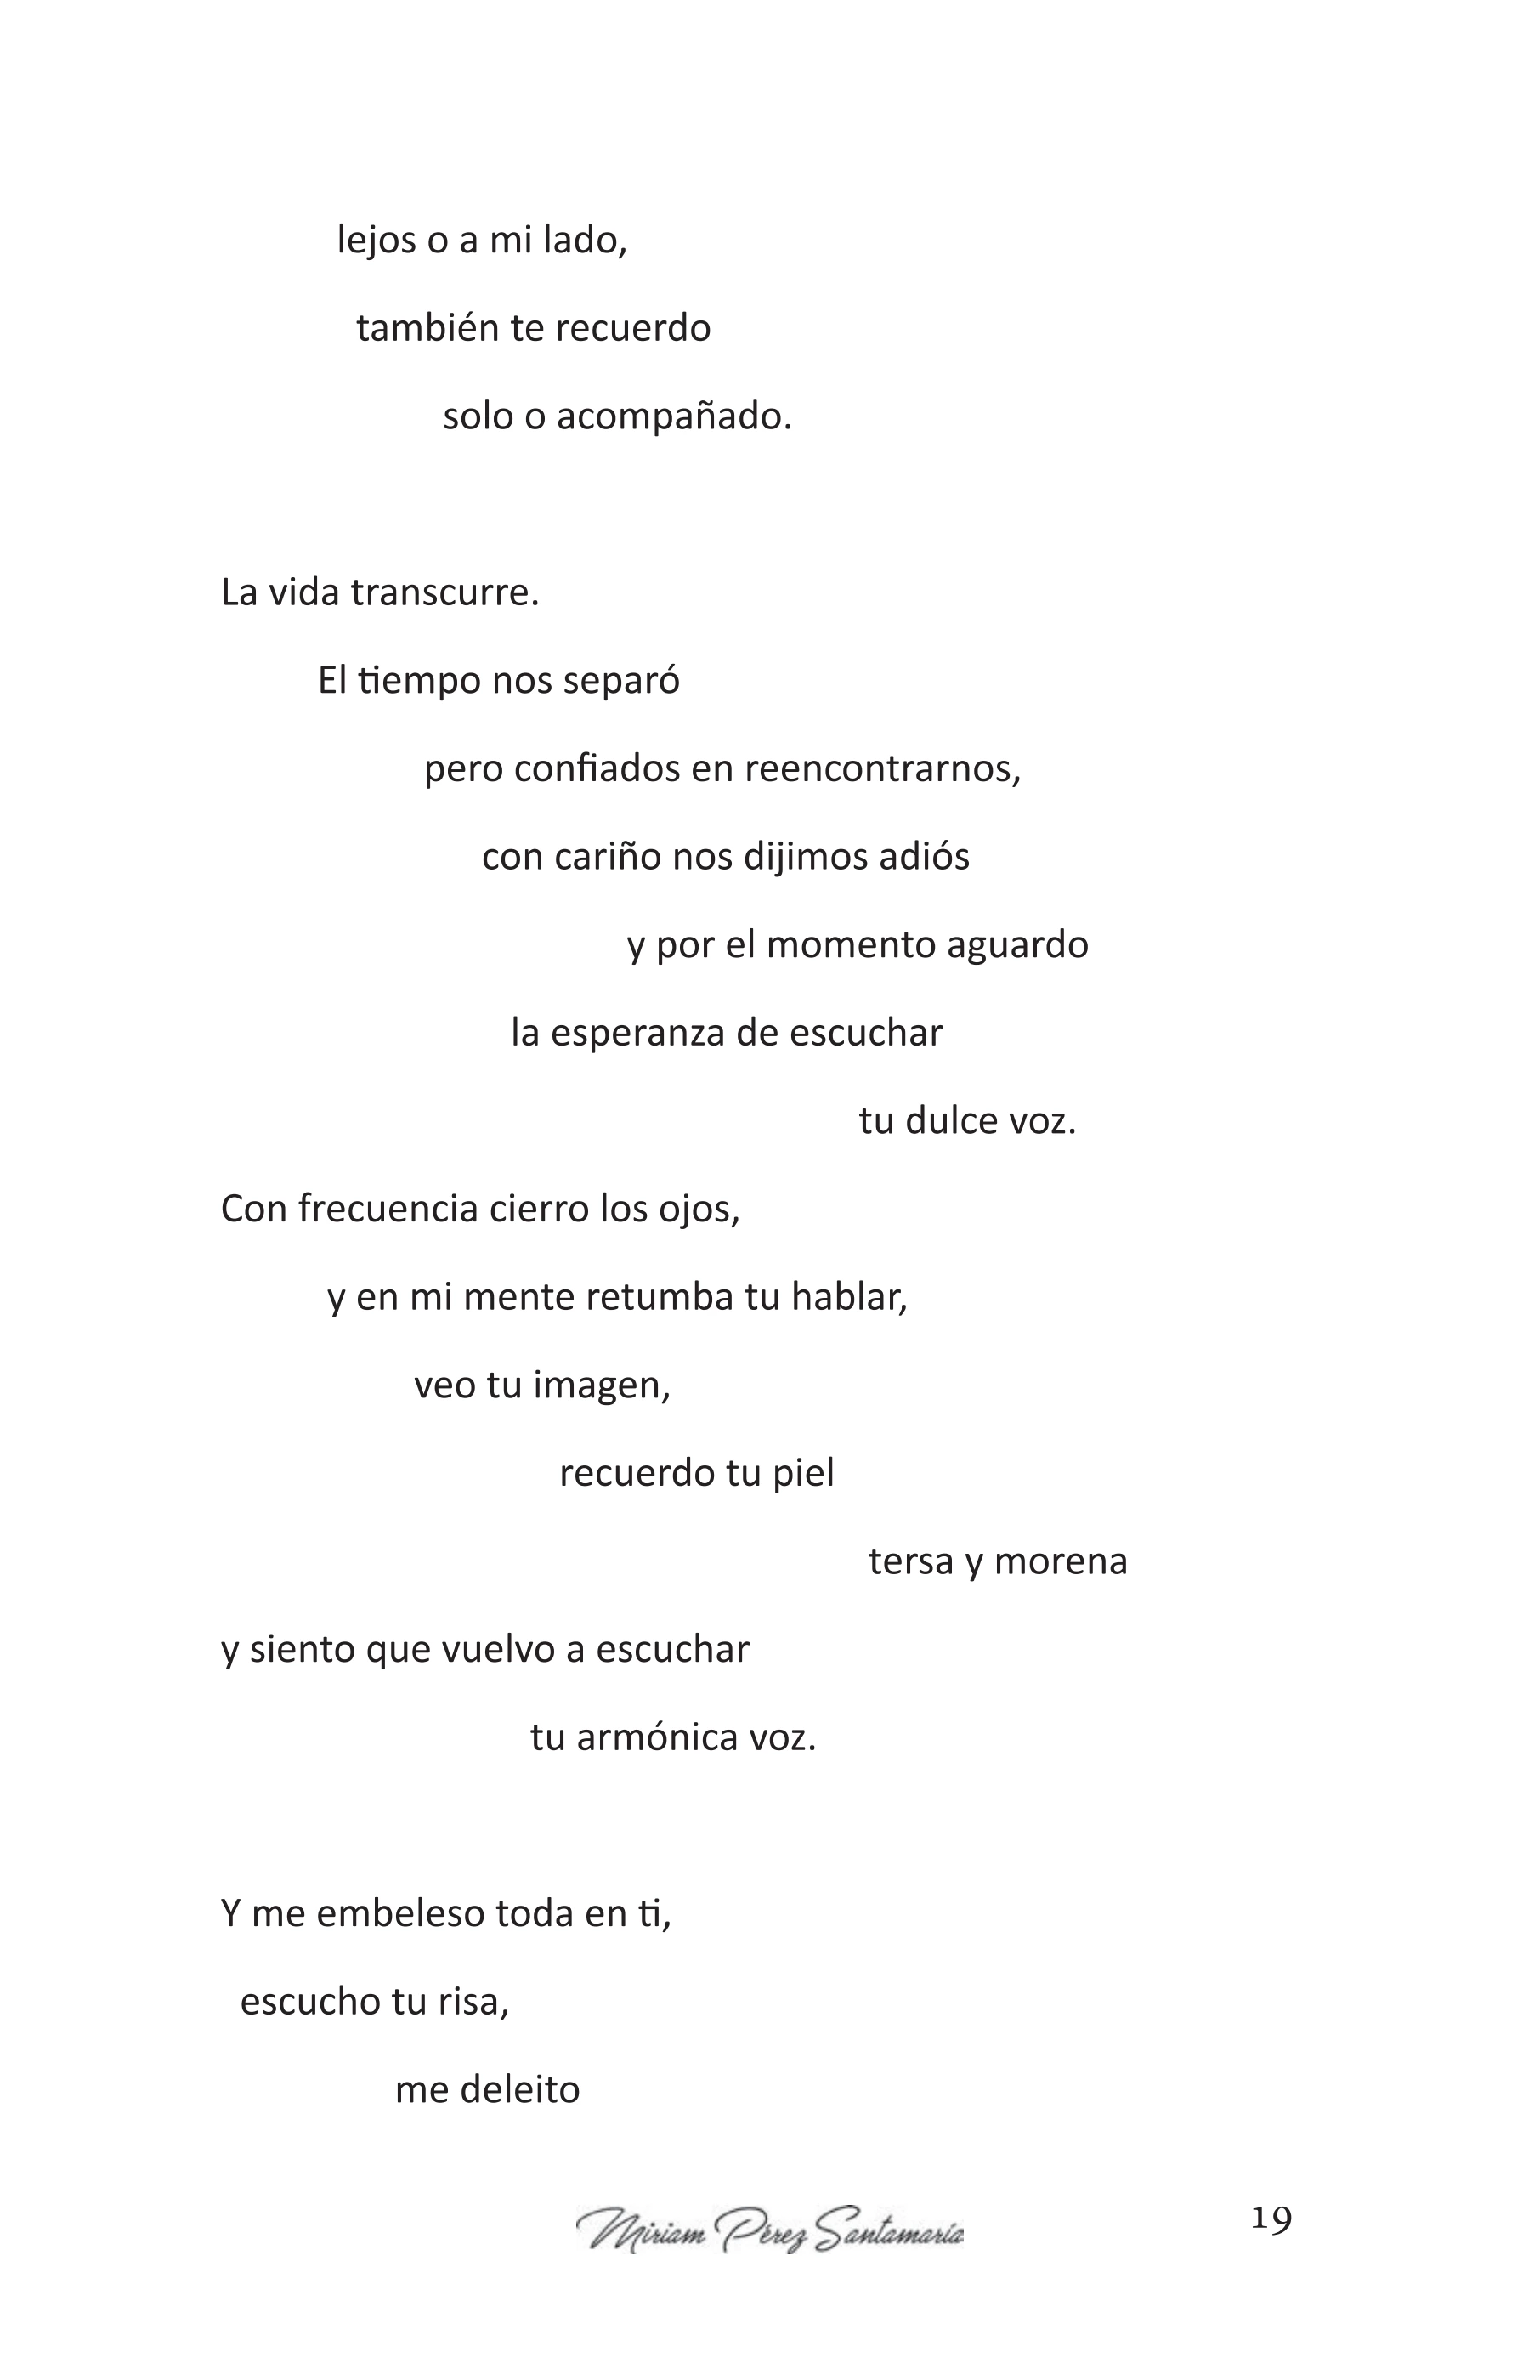 lejos o a mi lado,
también te recuerdo
solo o acompañado.
La vida transcurre.
El tiempo nos separó
pero confiados en reencontrarnos,
con cariño nos dijimos adiós
y por el momento aguardo
la esperanza de escuchar
tu dulce voz.
Con frecuencia cierro los ojos,
y en mi mente retumba tu hablar,
veo tu imagen,
recuerdo tu piel
tersa y morena
y siento que vuelvo a escuchar
tu armónica voz.
Y me embeleso toda en ti,
escucho tu risa,
me deleito
Miriam Pérez Santamaría
19